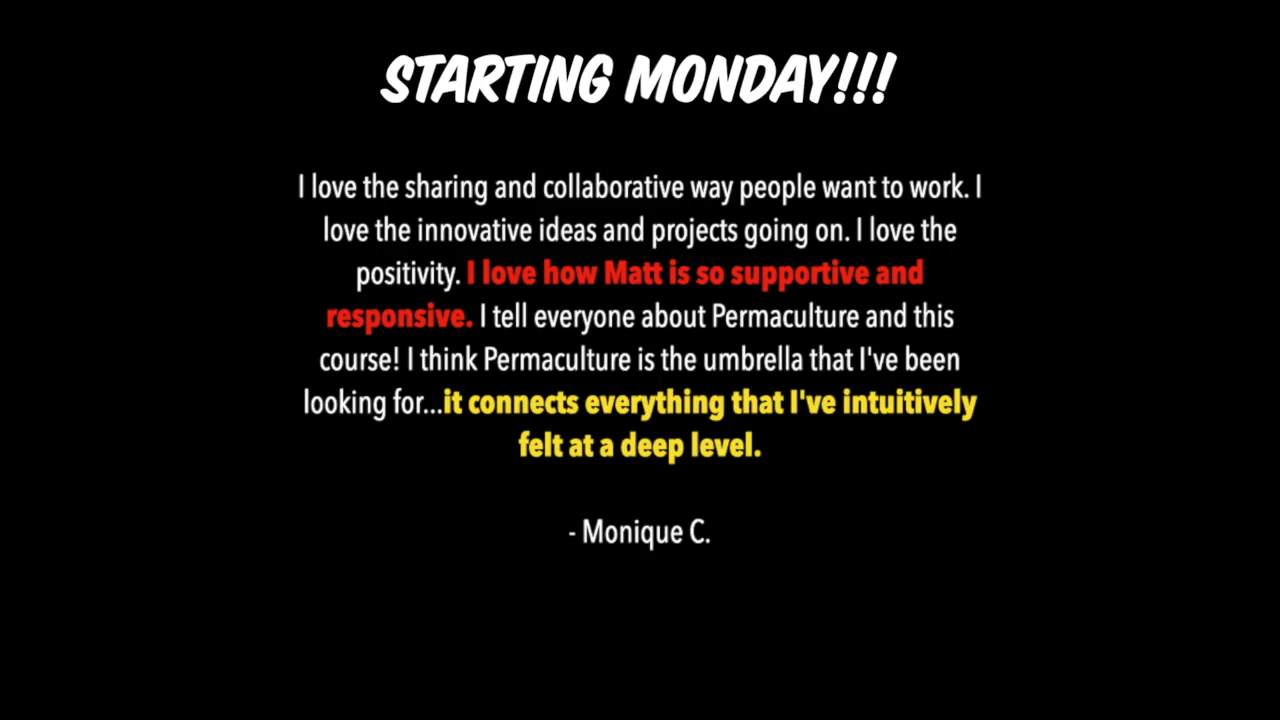 STARTING MONDAY!!!
I love the sharing and collaborative way people want to work. I
love the innovative ideas and projects going on. I love the
positivity. I love how Matt is so supportive and
responsive. I tell everyone about Permaculture and this
course! I think Permaculture is the umbrella that I've been
looking for...it connects everything that I've intuitively
felt at a deep level.
- Monique C.